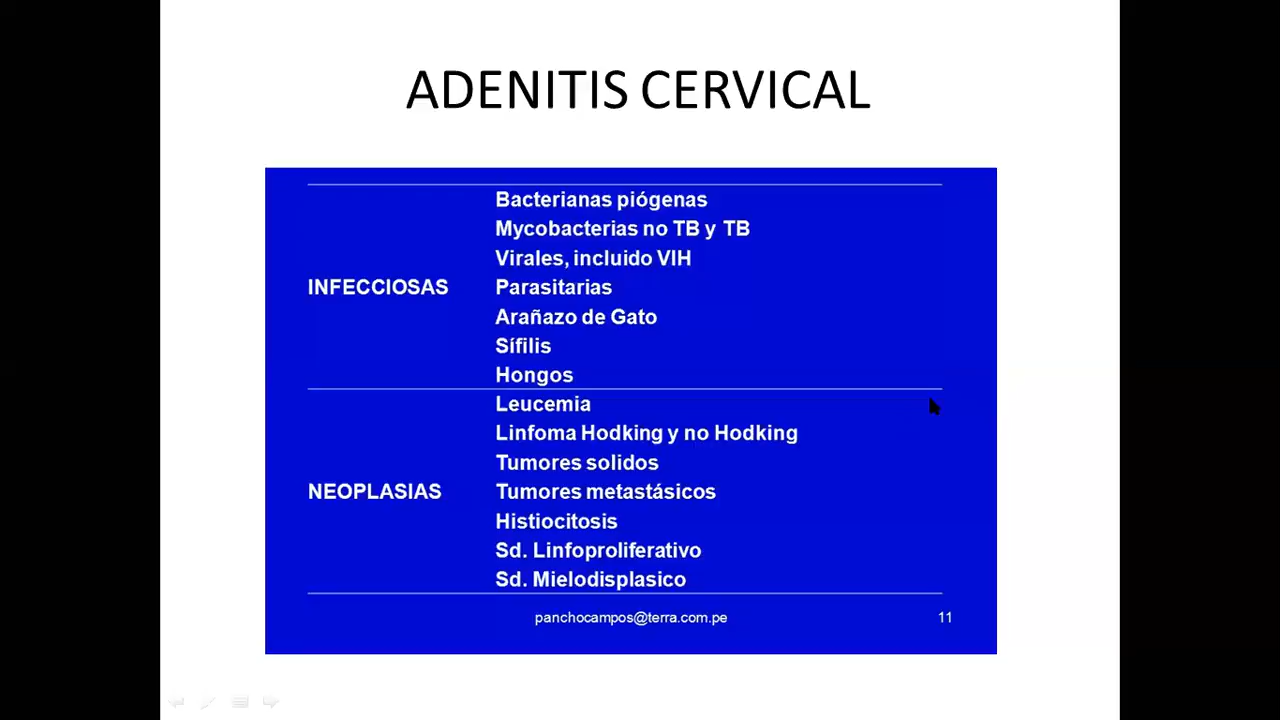 ADENITIS CERVICAL
Bacterianas piógenas
Mycobacterias no TB y TB
Virales, incluido VIH
INFECCIOSAS Parasitarias
Arañazo de Gato
Sífilis
Hongos
Leucemia
Linfoma Hodking y no Hodking
Tumores solidos
NEOPLASIAS Tumores metastásicos
Histiocitosis
Sd. Linfoproliferativo
Sd. Mielodisplasico
panchocampos@terra.com.pe 11